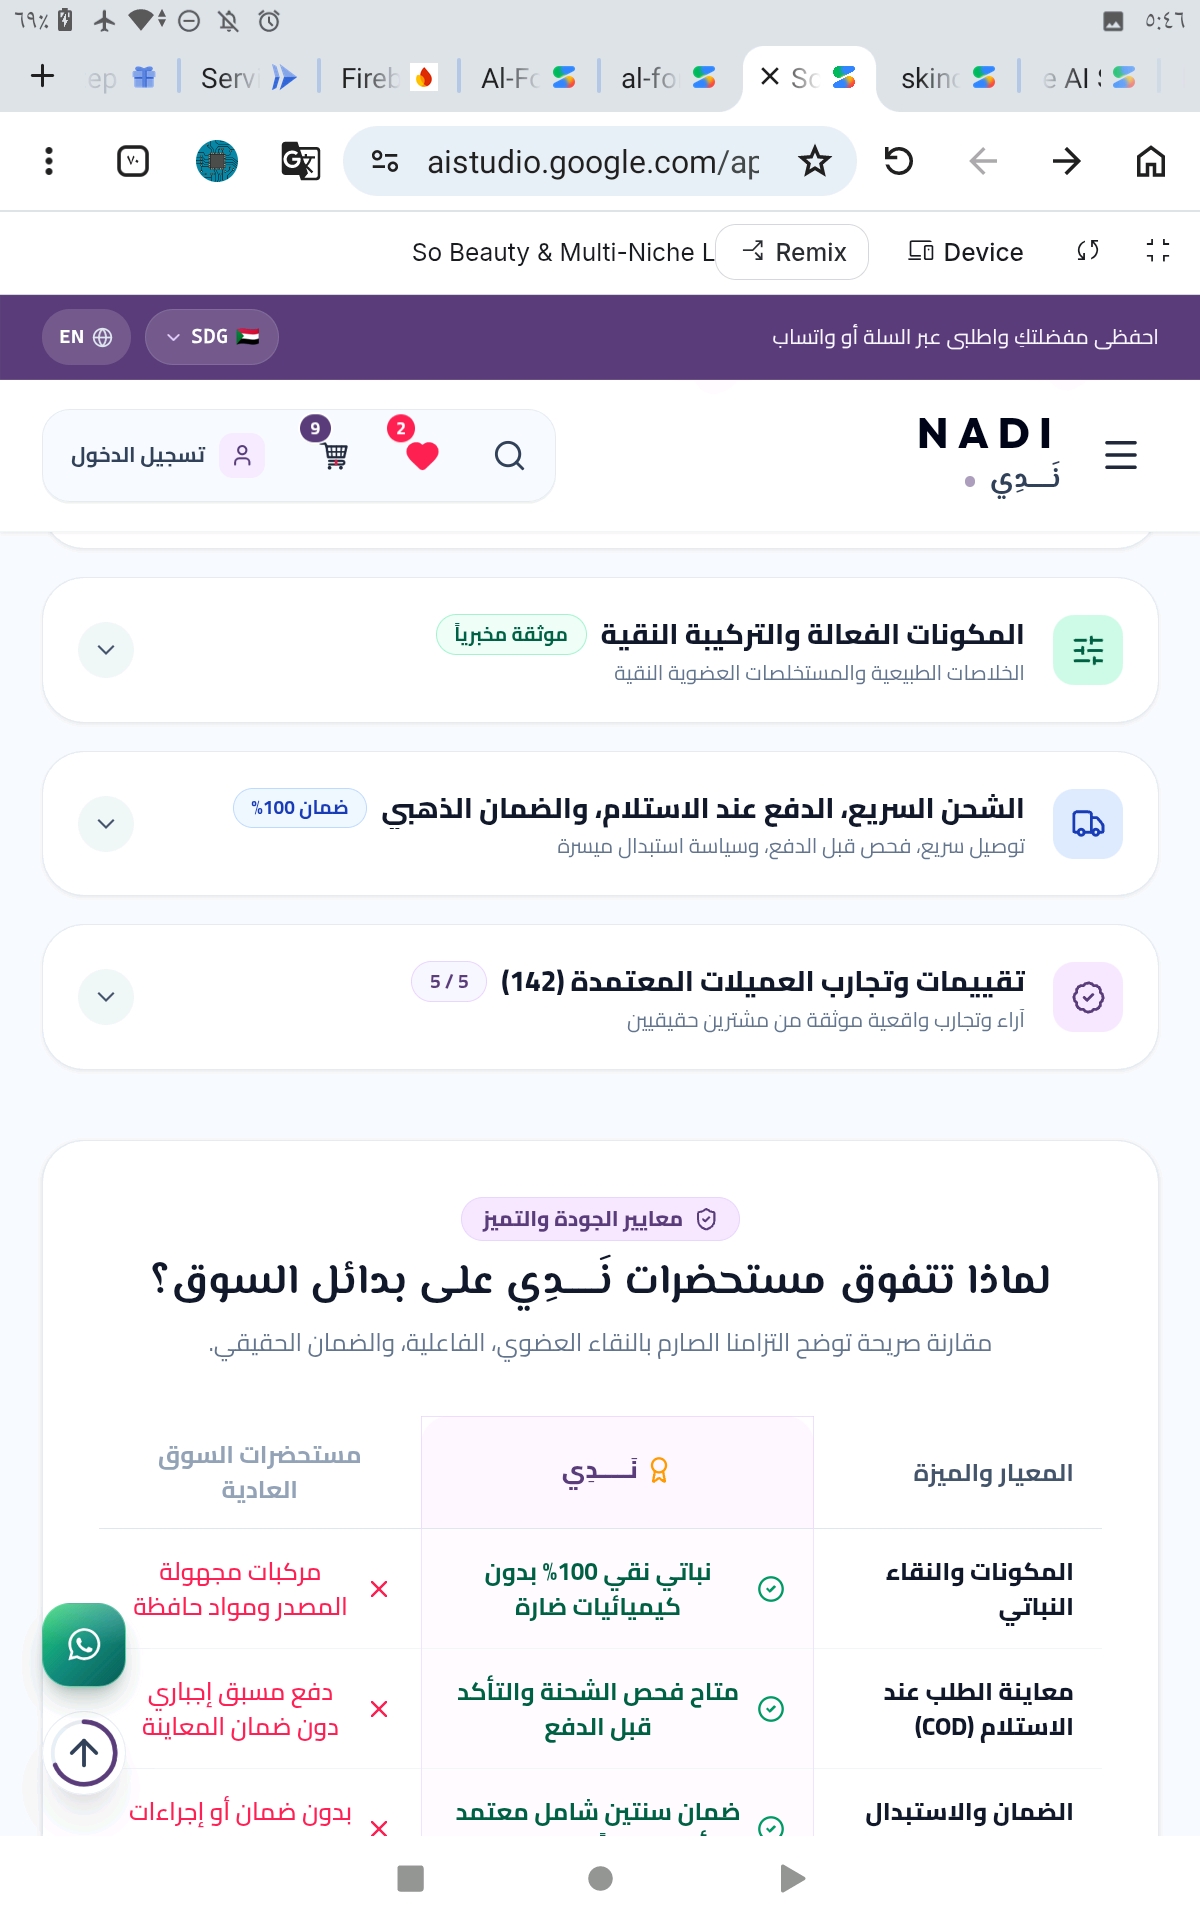 ٦٩٪
٥:٤٦
ep
Servi
Fireb
Al-Fo
al-fo
So
skinc
e AI S
aistudio.google.com/ap
So Beauty & Multi-Niche L
Remix
Device
احفظي مفضلتكِ واطلبي عبر السلة أو واتساب
SDG
EN
NADI
نَـــدِي
2
9
تسجيل الدخول
المكونات الفعالة والتركيبة النقية
موثقة مخبرياً
الخلاصات الطبيعية والمستخلصات العضوية النقية
الشحن السريع، الدفع عند الاستلام، والضمان الذهبي
ضمان 100%
توصيل سريع، فحص قبل الدفع، وسياسة استبدال ميسرة
تقييمات وتجارب العميلات المعتمدة (142)
5 / 5
آراء وتجارب واقعية موثقة من مشترين حقيقيين
معايير الجودة والتميز
لماذا تتفوق مستحضرات نَـــدِي على بدائل السوق؟
مقارنة صريحة توضح التزامنا الصارم بالنقاء العضوي، الفاعلية، والضمان الحقيقي.
المعيار والميزة
نَـــدِي
مستحضرات السوق
العادية
المكونات والنقاء
النباتي
نباتي نقي 100% بدون
كيميائيات ضارة
مركبات مجهولة
المصدر ومواد حافظة
معاينة الطلب عند
الاستلام (COD)
متاح فحص الشحنة والتأكد
قبل الدفع
دفع مسبق إجباري
دون ضمان المعاينة
الضمان والاستبدال
ضمان سنتين شامل معتمد
بدون ضمان أو إجراءات